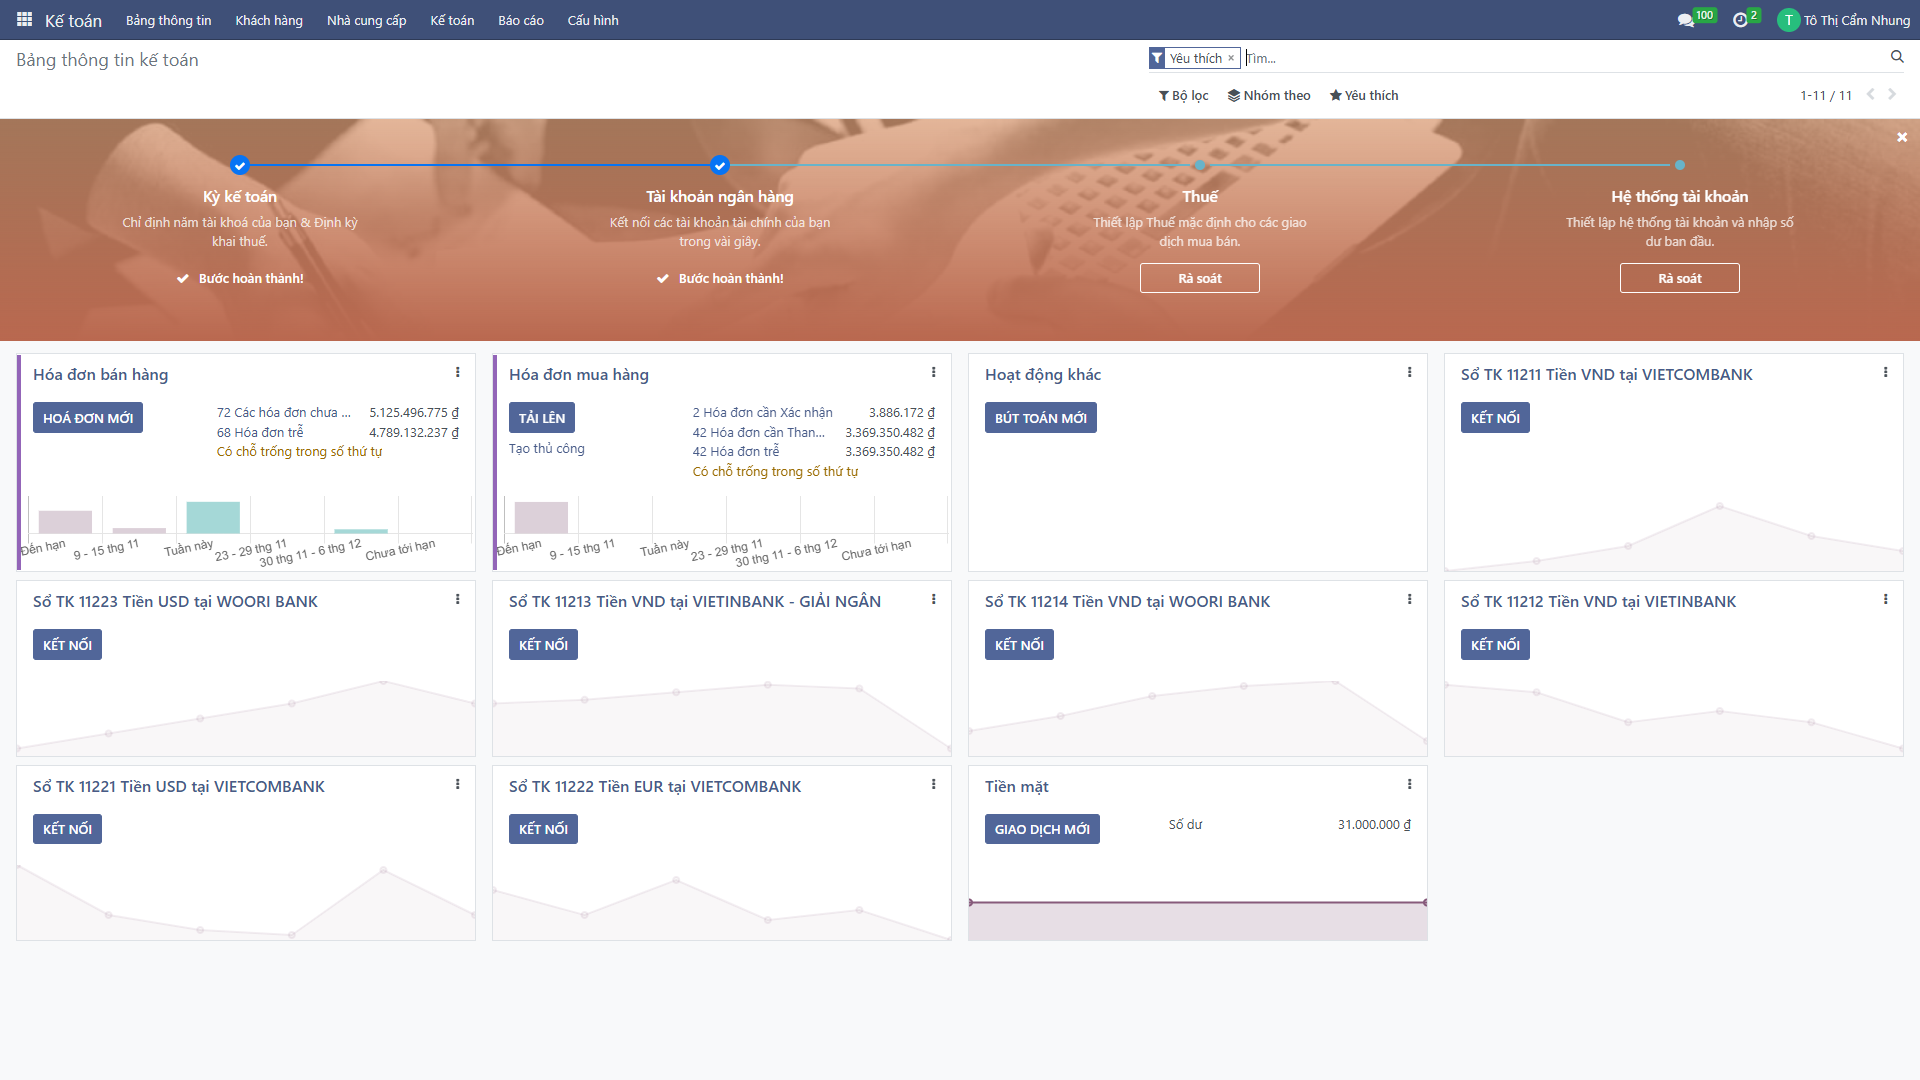 Kế toán
Bảng thông tin
Khách hàng
Nhà cung cấp
Kế toán
Báo cáo
Cấu hình
100
2
T
Tô Thị Cẩm Nhung
Bảng thông tin kế toán
Yêu thích ×
Tìm...
Bộ lọc
Nhóm theo
Yêu thích
1-11 / 11
Kỳ kế toán
Chỉ định năm tài khoá của bạn & Định kỳ
khai thuế.
Bước hoàn thành!
Tài khoản ngân hàng
Kết nối các tài khoản tài chính của bạn
trong vài giây.
Bước hoàn thành!
Thuế
Thiết lập Thuế mặc định cho các giao
dịch mua bán.
Rà soát
Hệ thống tài khoản
Thiết lập hệ thống tài khoản và nhập số
dư ban đầu.
Rà soát
Hóa đơn bán hàng
HOÁ ĐƠN MỚI
72 Các hóa đơn chưa ... 5.125.496.775 ₫
68 Hóa đơn trễ 4.789.132.237 ₫
Có chỗ trống trong số thứ tự
Đến hạn
9 - 15 thg 11
Tuần này
23 - 29 thg 11
30 thg 11 - 6 thg 12
Chưa tới hạn
Hóa đơn mua hàng
TẢI LÊN
Tạo thủ công
2 Hóa đơn cần Xác nhận 3.886.172 ₫
42 Hóa đơn cần Than... 3.369.350.482 ₫
42 Hóa đơn trễ 3.369.350.482 ₫
Có chỗ trống trong số thứ tự
Đến hạn
9 - 15 thg 11
Tuần này
23 - 29 thg 11
30 thg 11 - 6 thg 12
Chưa tới hạn
Hoạt động khác
BÚT TOÁN MỚI
Sổ TK 11211 Tiền VND tại VIETCOMBANK
KẾT NỐI
Sổ TK 11223 Tiền USD tại WOORI BANK
KẾT NỐI
Sổ TK 11213 Tiền VND tại VIETINBANK - GIẢI NGÂN
KẾT NỐI
Sổ TK 11214 Tiền VND tại WOORI BANK
KẾT NỐI
Sổ TK 11212 Tiền VND tại VIETINBANK
KẾT NỐI
Sổ TK 11221 Tiền USD tại VIETCOMBANK
KẾT NỐI
Sổ TK 11222 Tiền EUR tại VIETCOMBANK
KẾT NỐI
Tiền mặt
GIAO DỊCH MỚI
Số dư 31.000.000 ₫